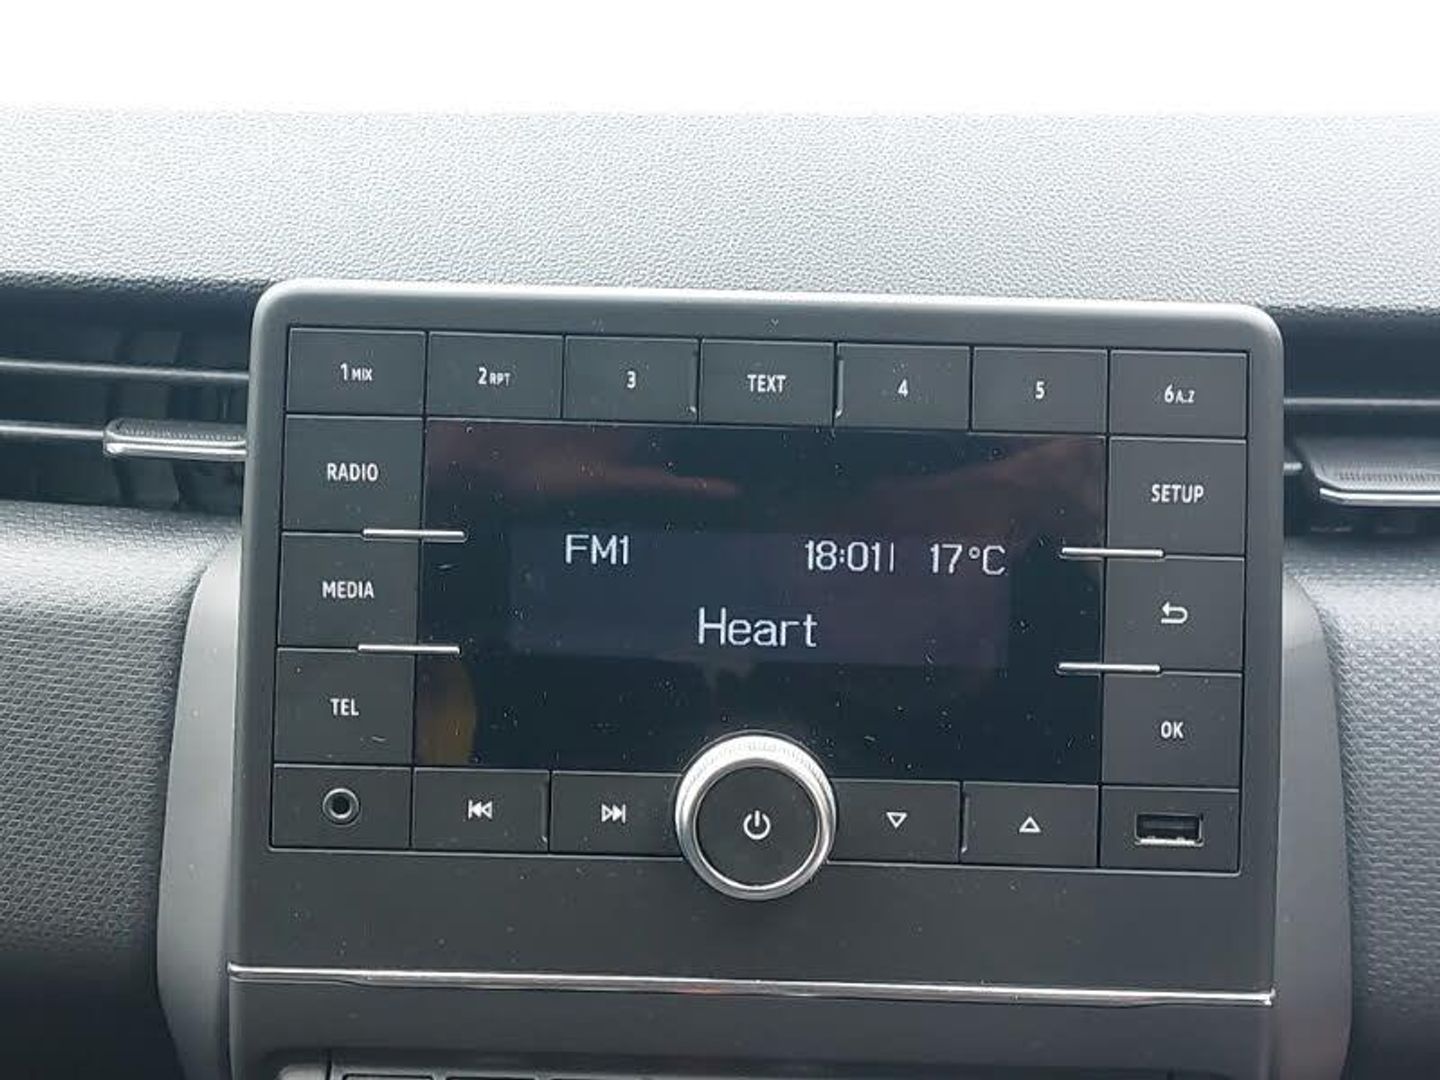 1 MIX 2 RPT 3 TEXT 4 5 6 A.Z
RADIO
SETUP
FM1 18:01| 17°C
MEDIA
Heart
TEL
OK